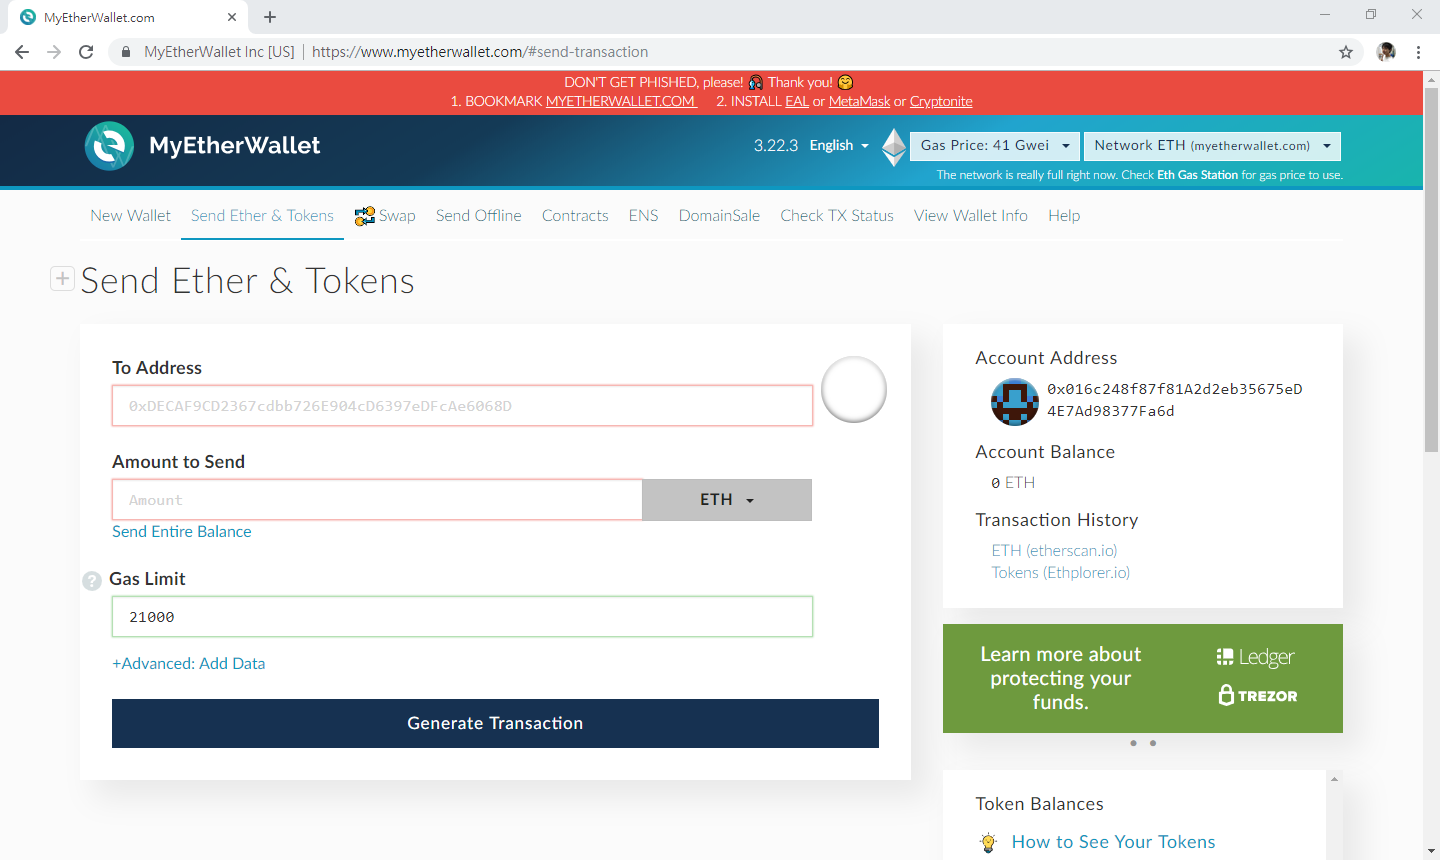 MyEtherWallet.com
MyEtherWallet Inc [US] | https://www.myetherwallet.com/#send-transaction
DON'T GET PHISHED, please! Thank you!
1. BOOKMARK MYETHERWALLET.COM 2. INSTALL EAL or MetaMask or Cryptonite
MyEtherWallet
3.22.3 English
Gas Price: 41 Gwei
Network ETH (myetherwallet.com)
The network is really full right now. Check Eth Gas Station for gas price to use.
New Wallet Send Ether & Tokens Swap Send Offline Contracts ENS DomainSale Check TX Status View Wallet Info Help
Send Ether & Tokens
To Address
0xDECAF9CD2367cdbb726E904cD6397eDFcAe6068D
Amount to Send
Amount
ETH
Send Entire Balance
? Gas Limit
21000
+Advanced: Add Data
Generate Transaction
Account Address
0x016c248f87f81A2d2eb35675eD
4E7Ad98377Fa6d
Account Balance
0 ETH
Transaction History
ETH (etherscan.io)
Tokens (Ethplorer.io)
Learn more about
protecting your
funds.
Ledger
TREZOR
Token Balances
How to See Your Tokens